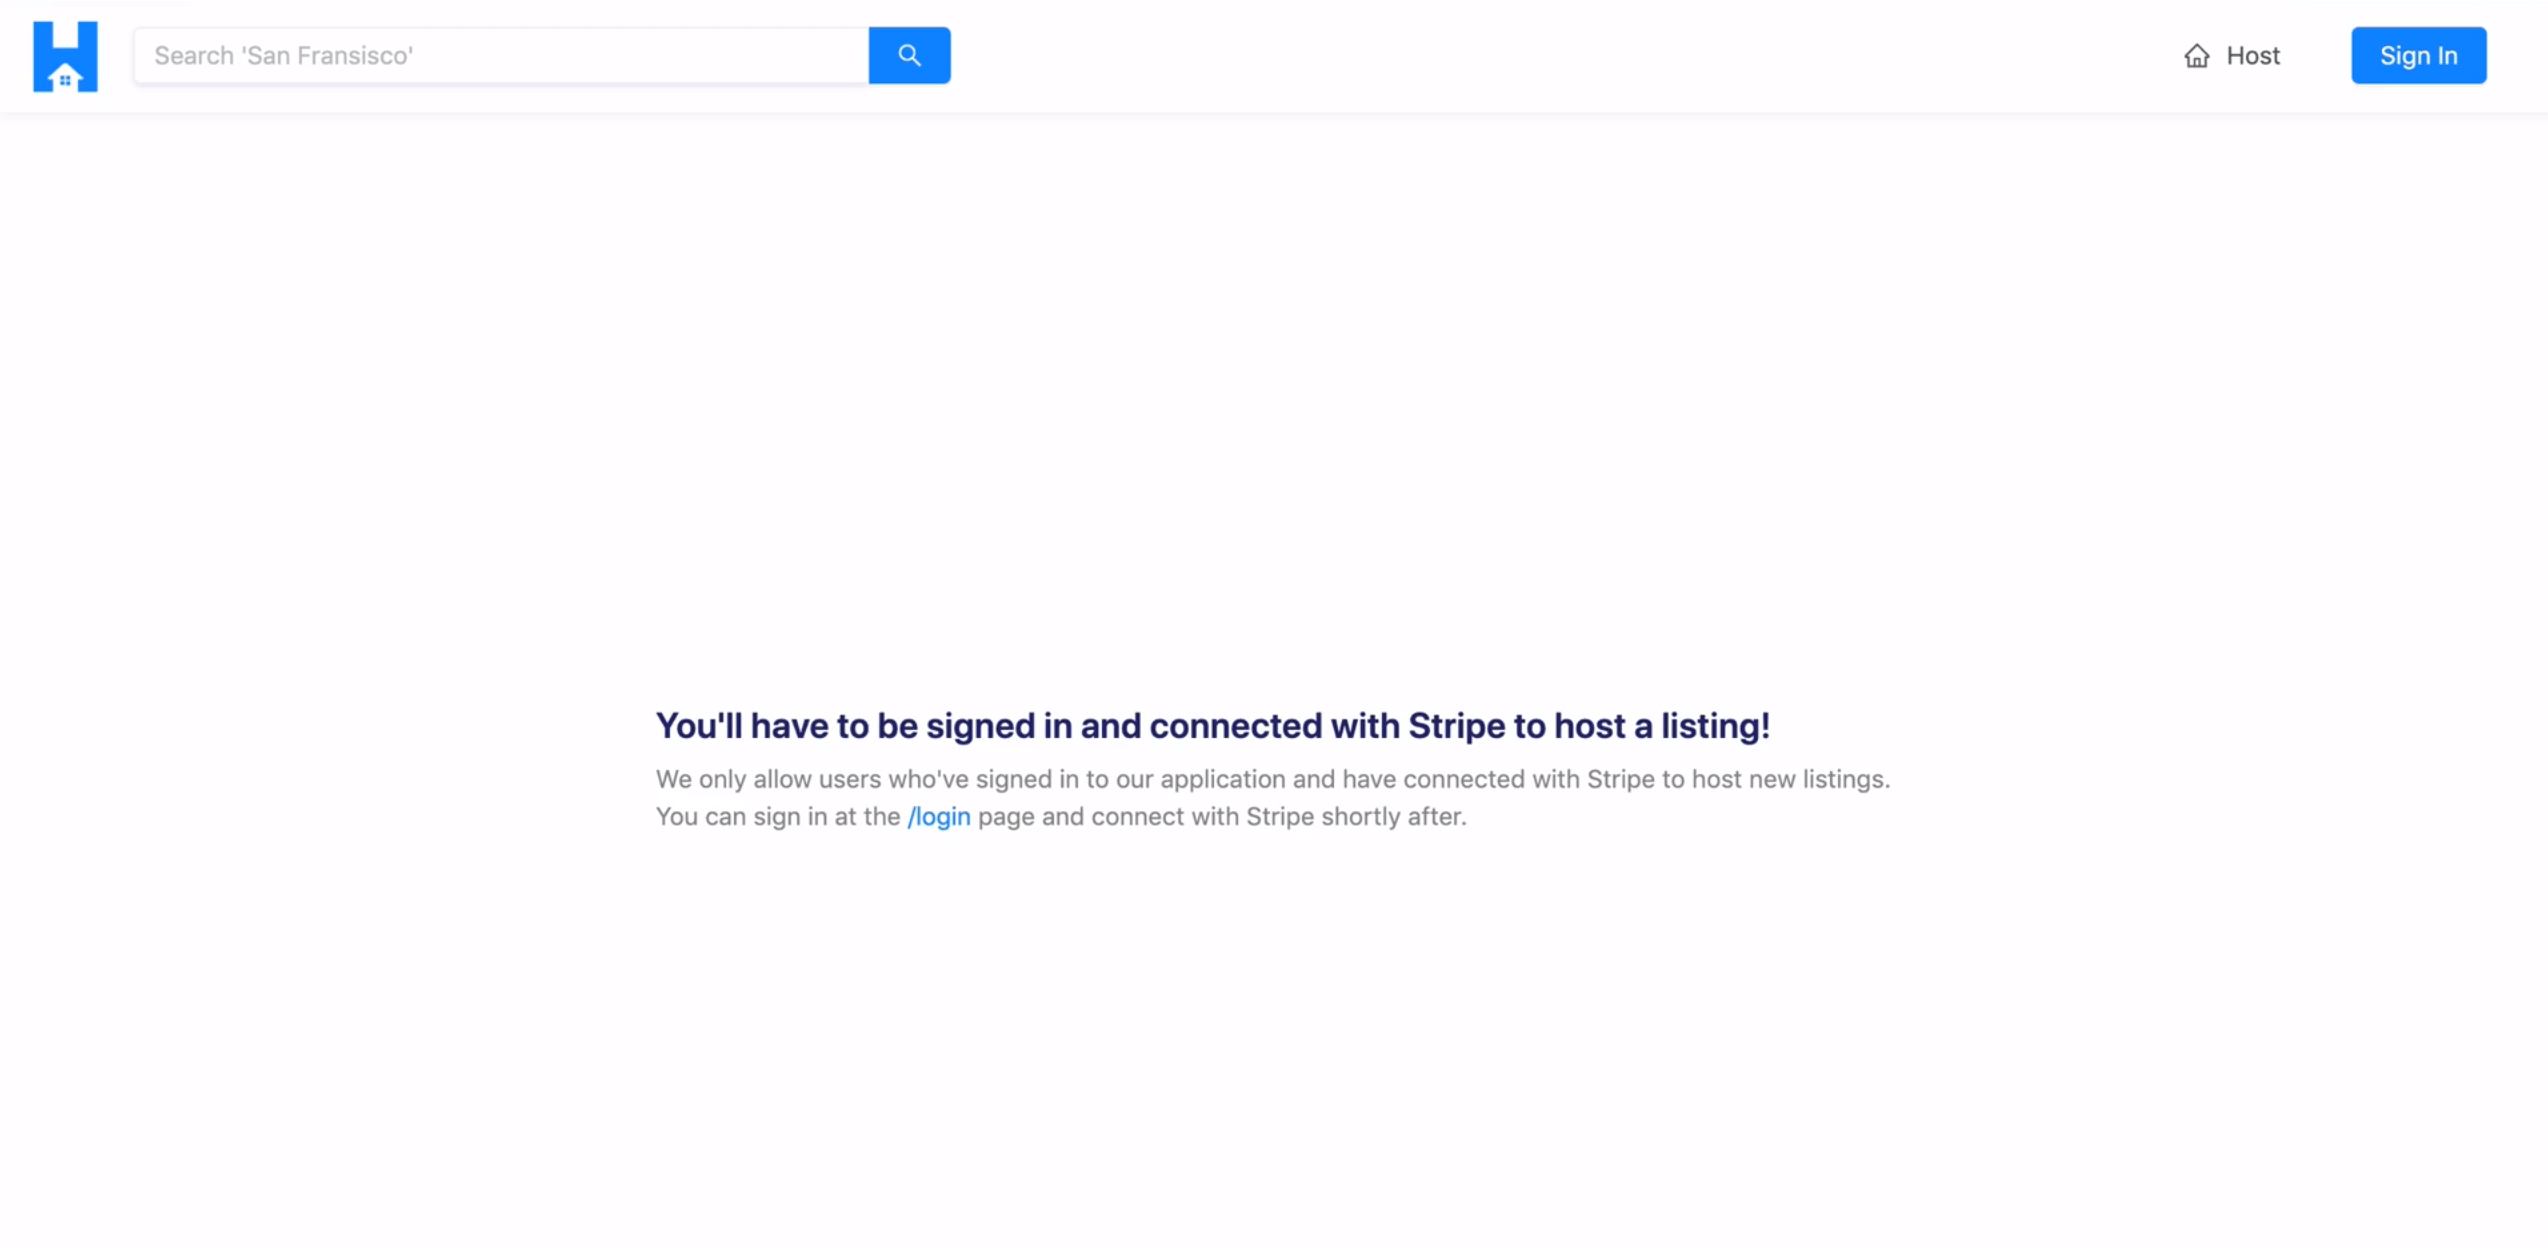 Search 'San Fransisco'
Host
Sign In
You'll have to be signed in and connected with Stripe to host a listing!
We only allow users who've signed in to our application and have connected with Stripe to host new listings.
You can sign in at the /login page and connect with Stripe shortly after.